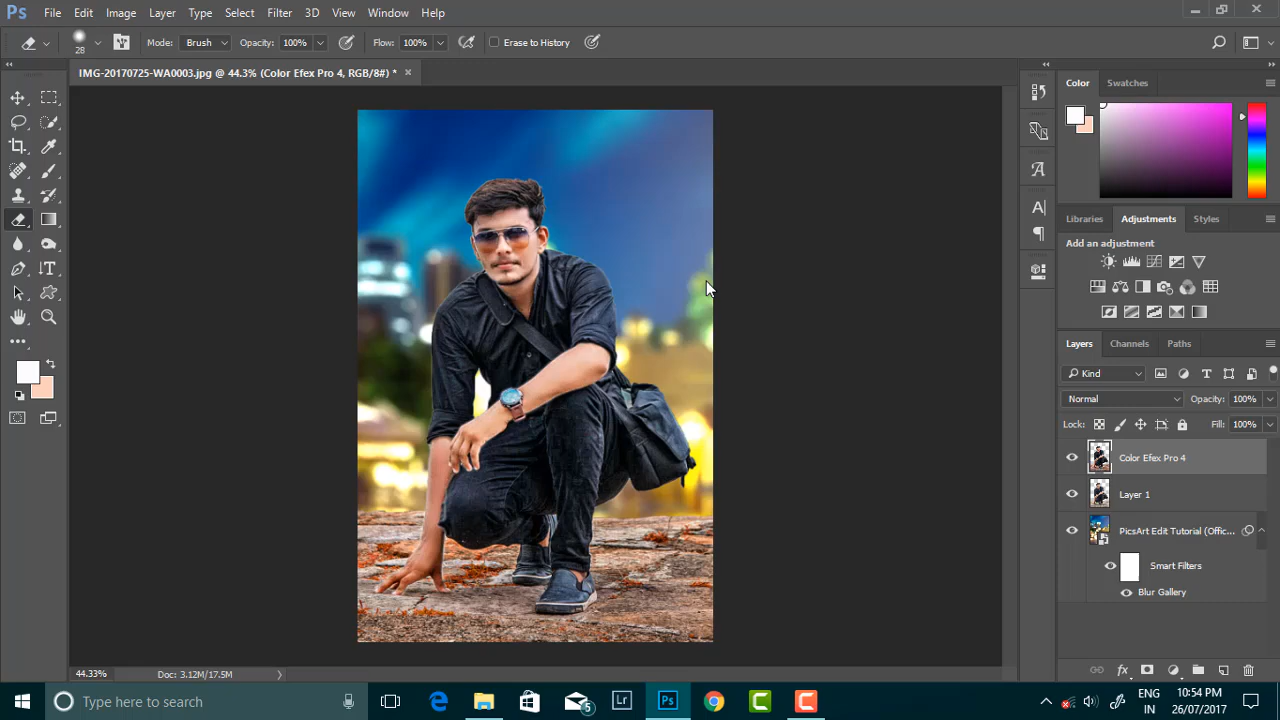 Ps File Edit Image Layer Type Select Filter 3D View Window Help
28 Mode: Brush Opacity: 100% Flow: 100% Erase to History
IMG-20170725-WA0003.jpg @ 44.3% (Color Efex Pro 4, RGB/8#) * ×
Color Swatches
Libraries Adjustments Styles
Add an adjustment
Layers Channels Paths
Kind
Normal Opacity: 100%
Lock: Fill: 100%
Color Efex Pro 4
Layer 1
PicsArt Edit Tutorial (Offic...
Smart Filters
Blur Gallery
44.33% Doc: 3.12M/17.5M
Type here to search
5
Lr
Ps
ENG
IN
10:54 PM
26/07/2017